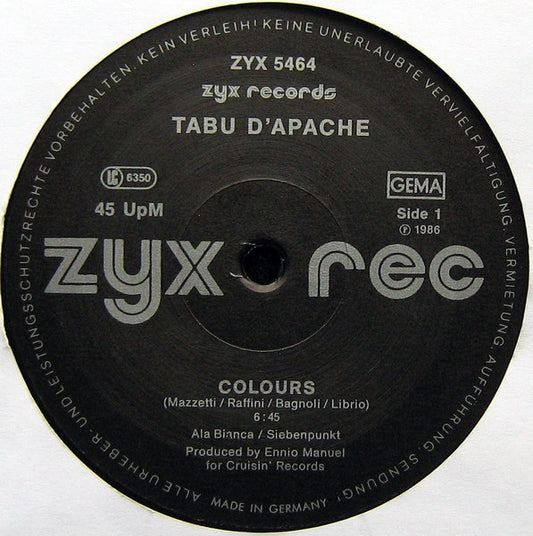 ALLE URHEBER- UND LEISTUNGSSCHUTZRECHTE VORBEHALTEN. KEIN VERLEIH! KEINE UNERLAUBTE VERVIELFÄLTIGUNG, VERMIETUNG, AUFFÜHRUNG, SENDUNG!
ZYX 5464
zyx records
TABU D'APACHE
LC 6350
GEMA
45 UpM
Side 1
℗ 1986
zyx rec
COLOURS
(Mazzetti / Raffini / Bagnoli / Librio)
6:45
Ala Bianca / Siebenpunkt
Produced by Ennio Manuel
for Cruisin' Records
MADE IN GERMANY